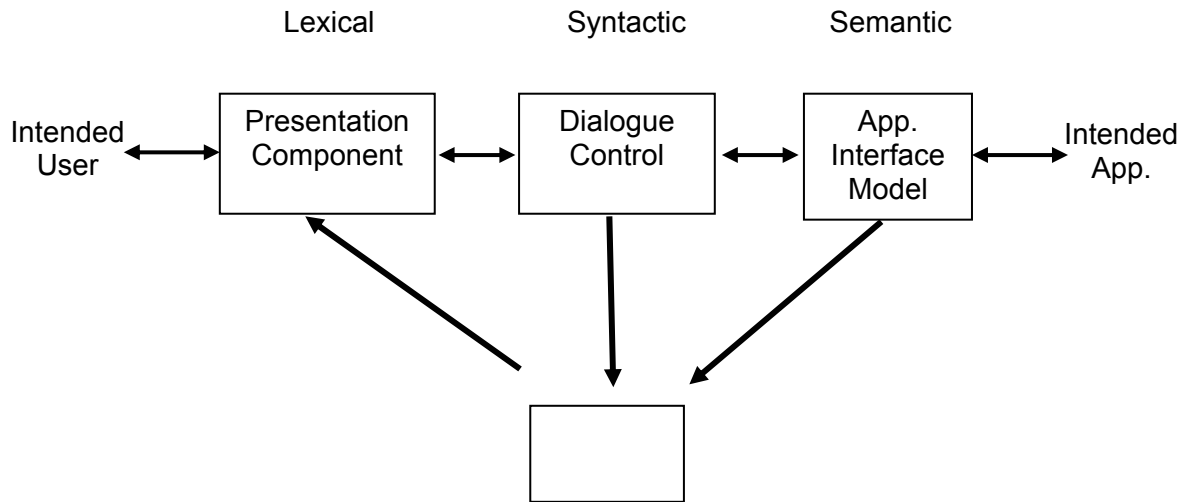 Lexical
Syntactic
Semantic
Intended
User
Presentation
Component
Dialogue
Control
App.
Interface
Model
Intended
App.